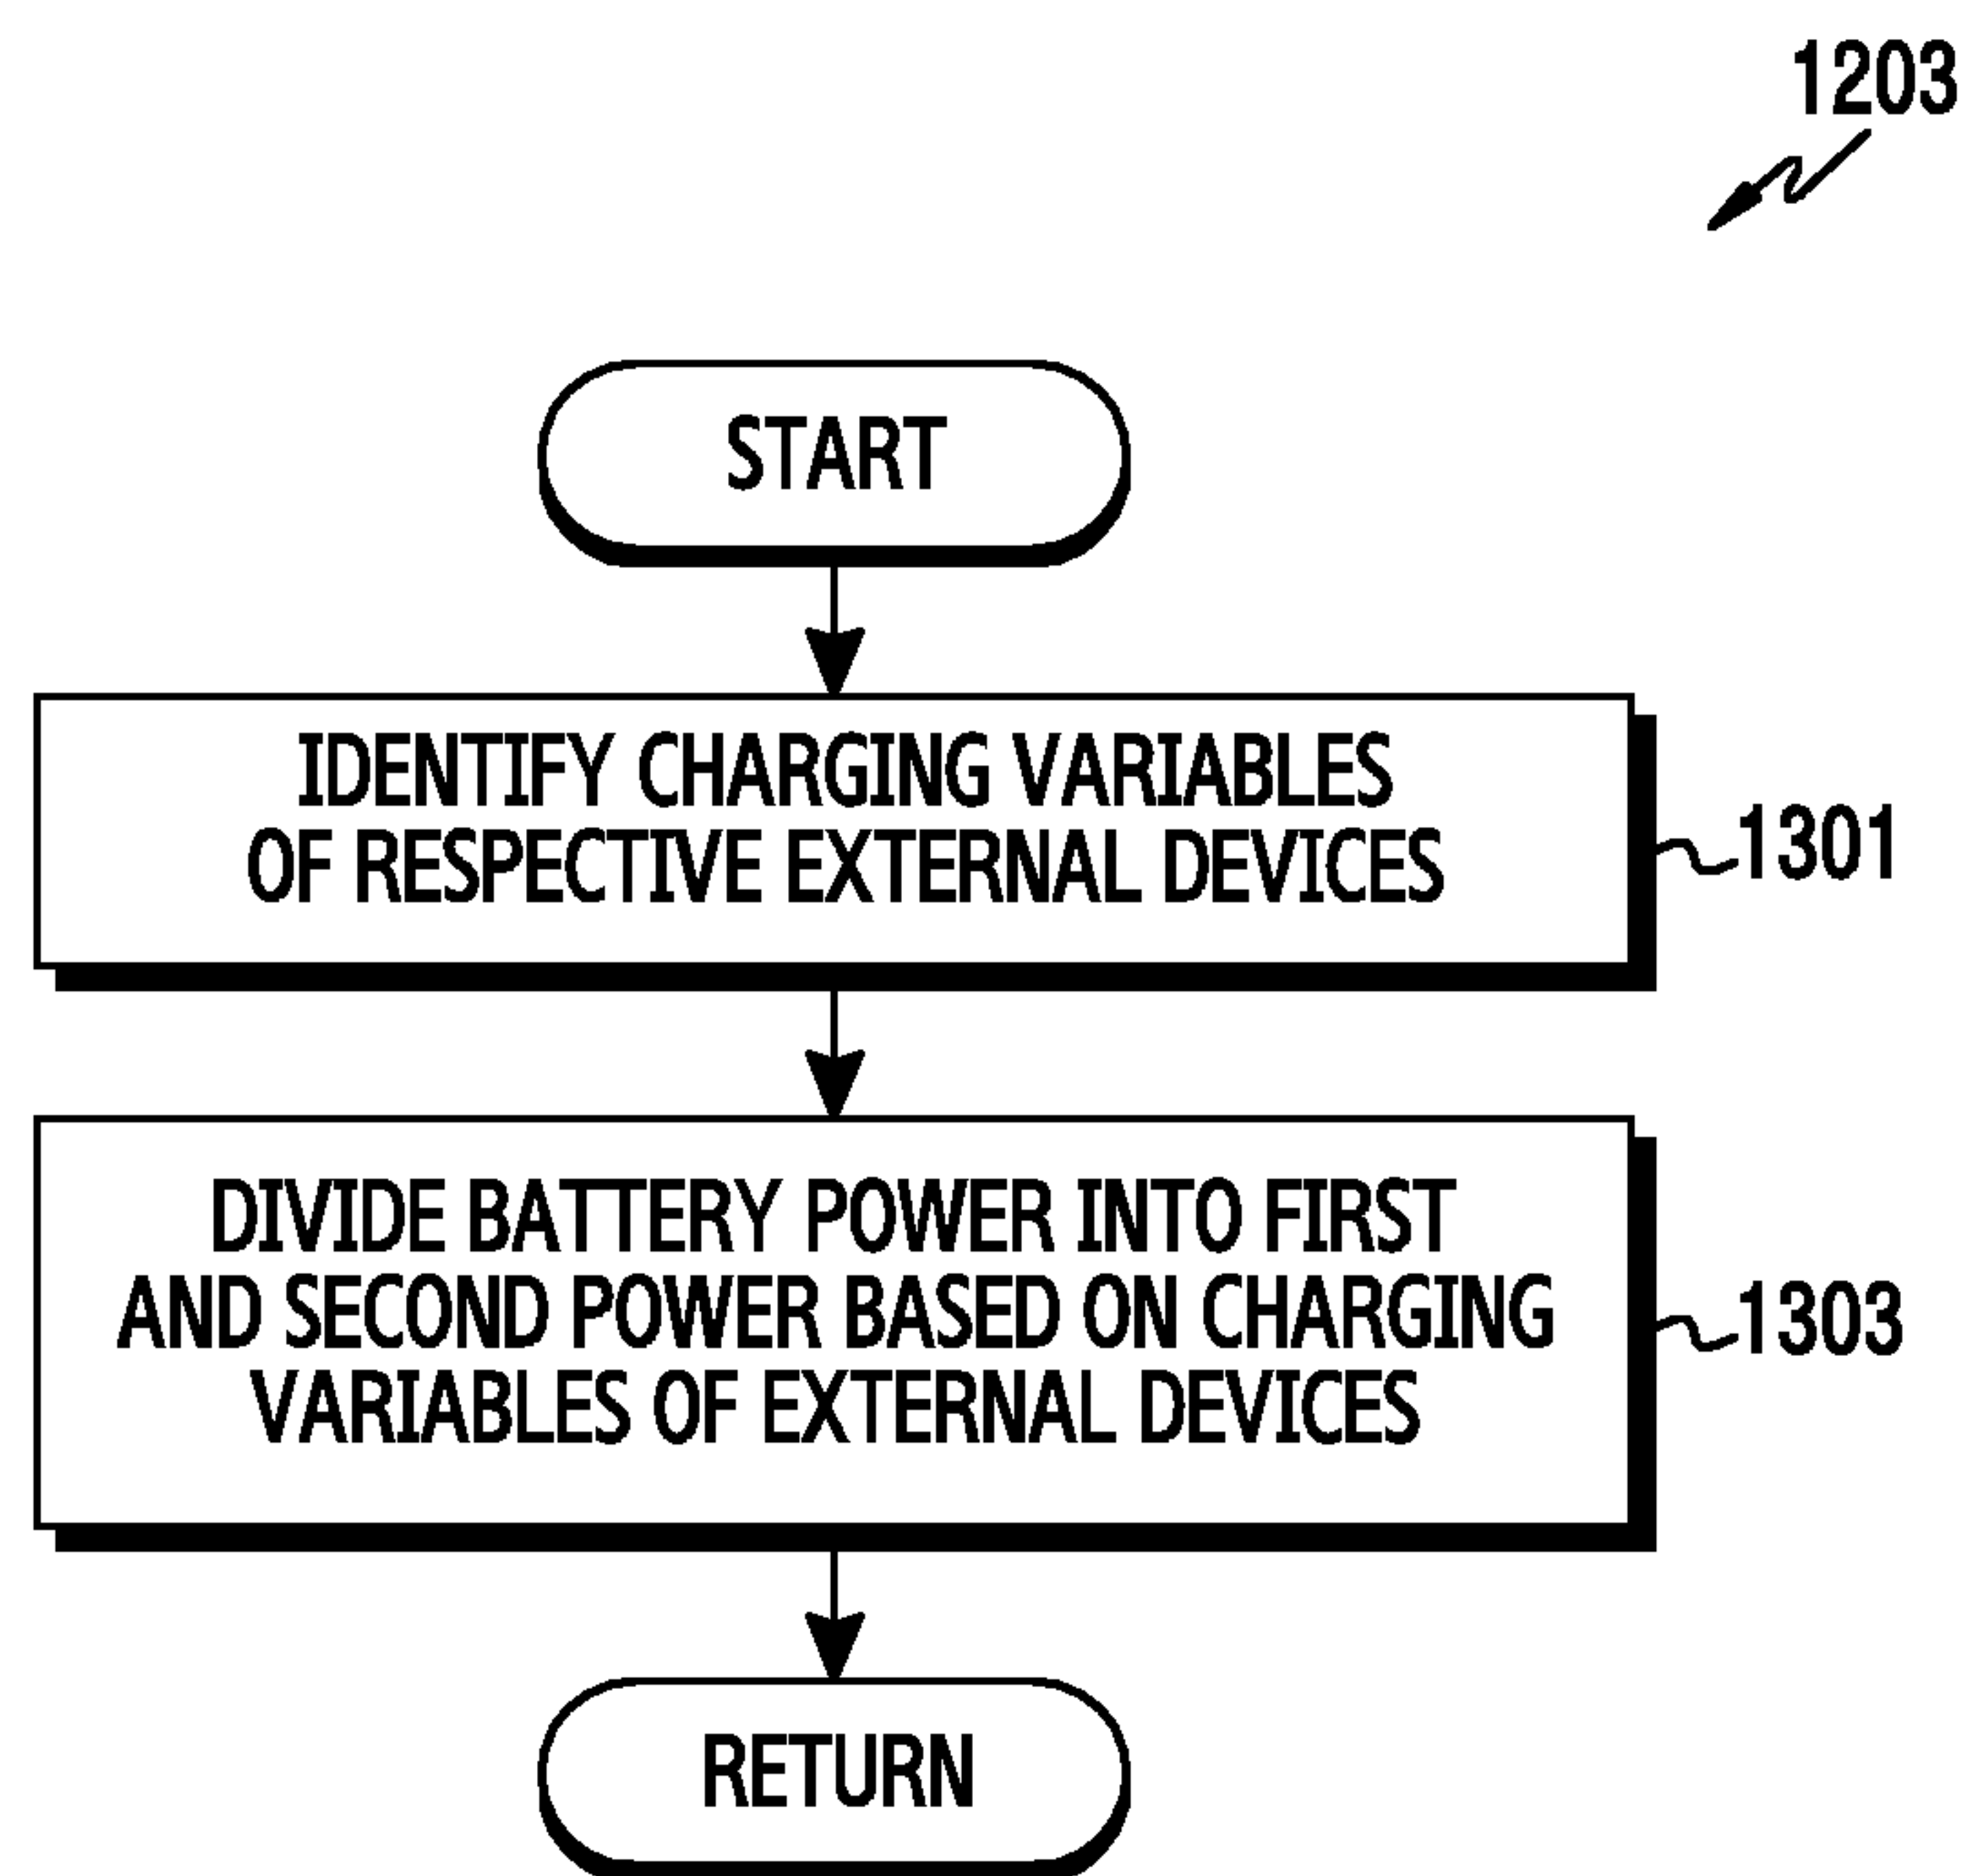 1203
START
IDENTIFY CHARGING VARIABLES
OF RESPECTIVE EXTERNAL DEVICES
1301
DIVIDE BATTERY POWER INTO FIRST
AND SECOND POWER BASED ON CHARGING
VARIABLES OF EXTERNAL DEVICES
1303
RETURN